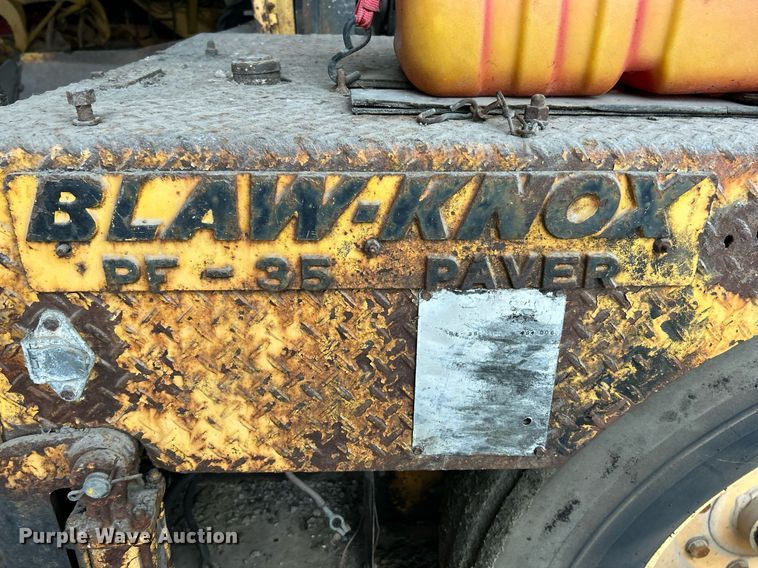 BLAW-KNOX
PF-35 PAVER
Purple Wave Auction